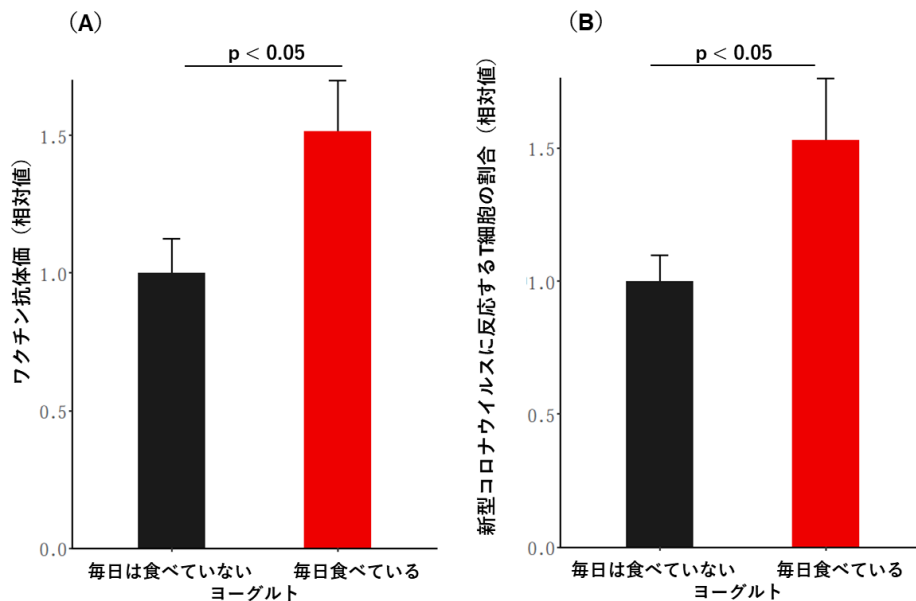 (A)
p < 0.05
ワクチン抗体価（相対値）
1.5
1.0
0.5
0.0
毎日は食べていない
毎日食べている
ヨーグルト
(B)
p < 0.05
新型コロナウイルスに反応するT細胞の割合（相対値）
1.5
1.0
0.5
0.0
毎日は食べていない
毎日食べている
ヨーグルト